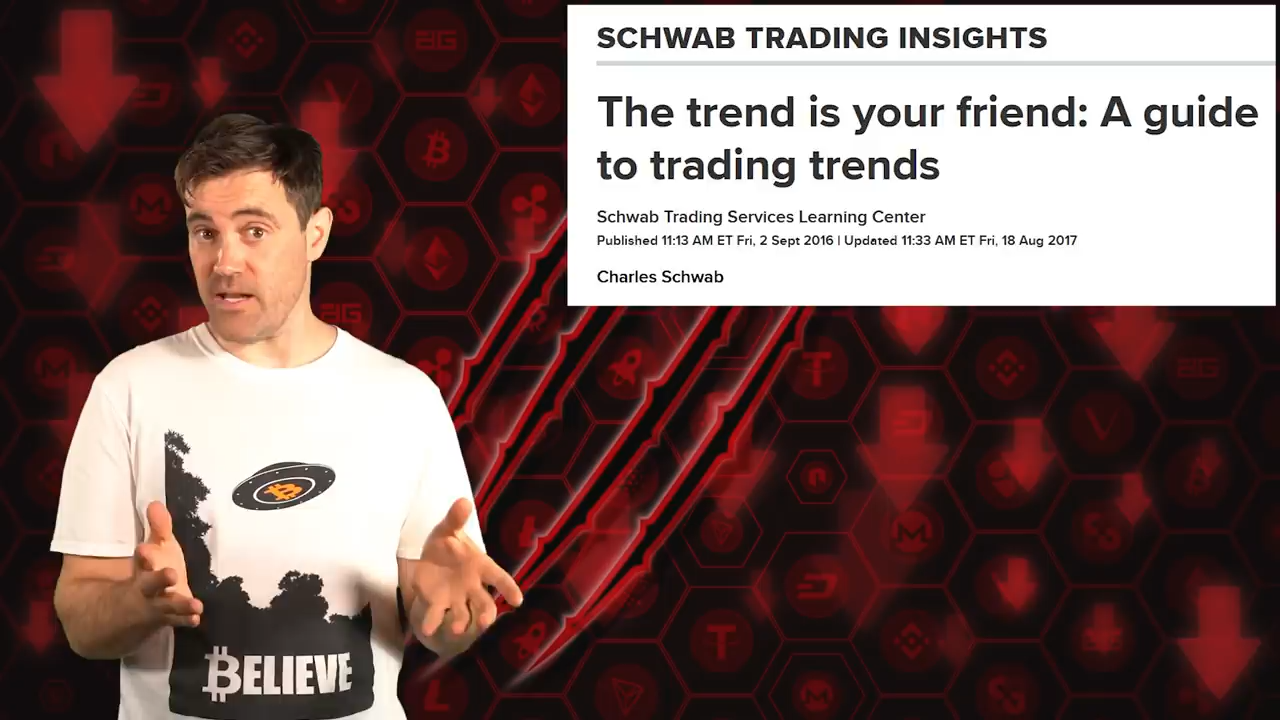 SCHWAB TRADING INSIGHTS
The trend is your friend: A guide
to trading trends
Schwab Trading Services Learning Center
Published 11:13 AM ET Fri, 2 Sept 2016 | Updated 11:33 AM ET Fri, 18 Aug 2017
Charles Schwab
₿ELIEVE